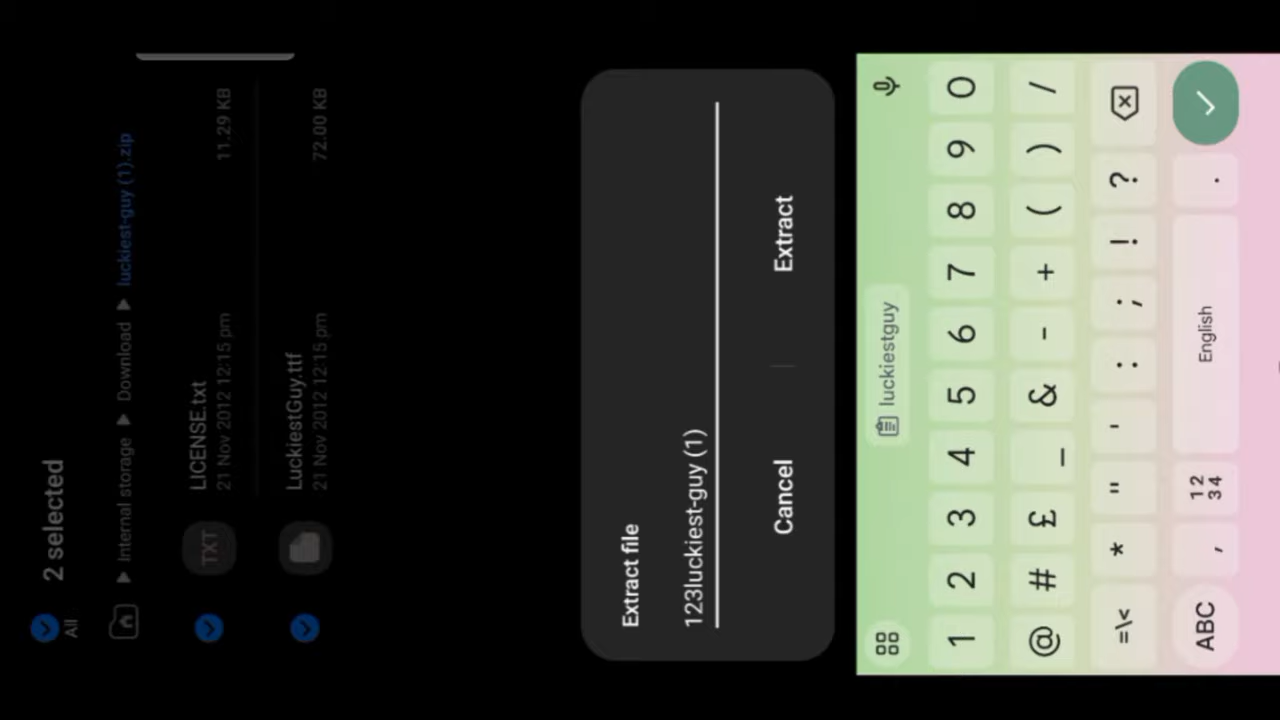 2 selected
All
Internal storage ▶ Download ▶ luckiest-guy (1).zip
TXT
LICENSE.txt
21 Nov 2012 12:15 pm
11.29 KB
LuckiestGuy.ttf
21 Nov 2012 12:15 pm
72.00 KB
Extract file
123luckiest-guy (1)
Cancel
Extract
luckiestguy
1 2 3 4 5 6 7 8 9 0
@ # £ _ & - + ( ) /
=\< * " ' : ; ! ?
ABC , 12 34 English .